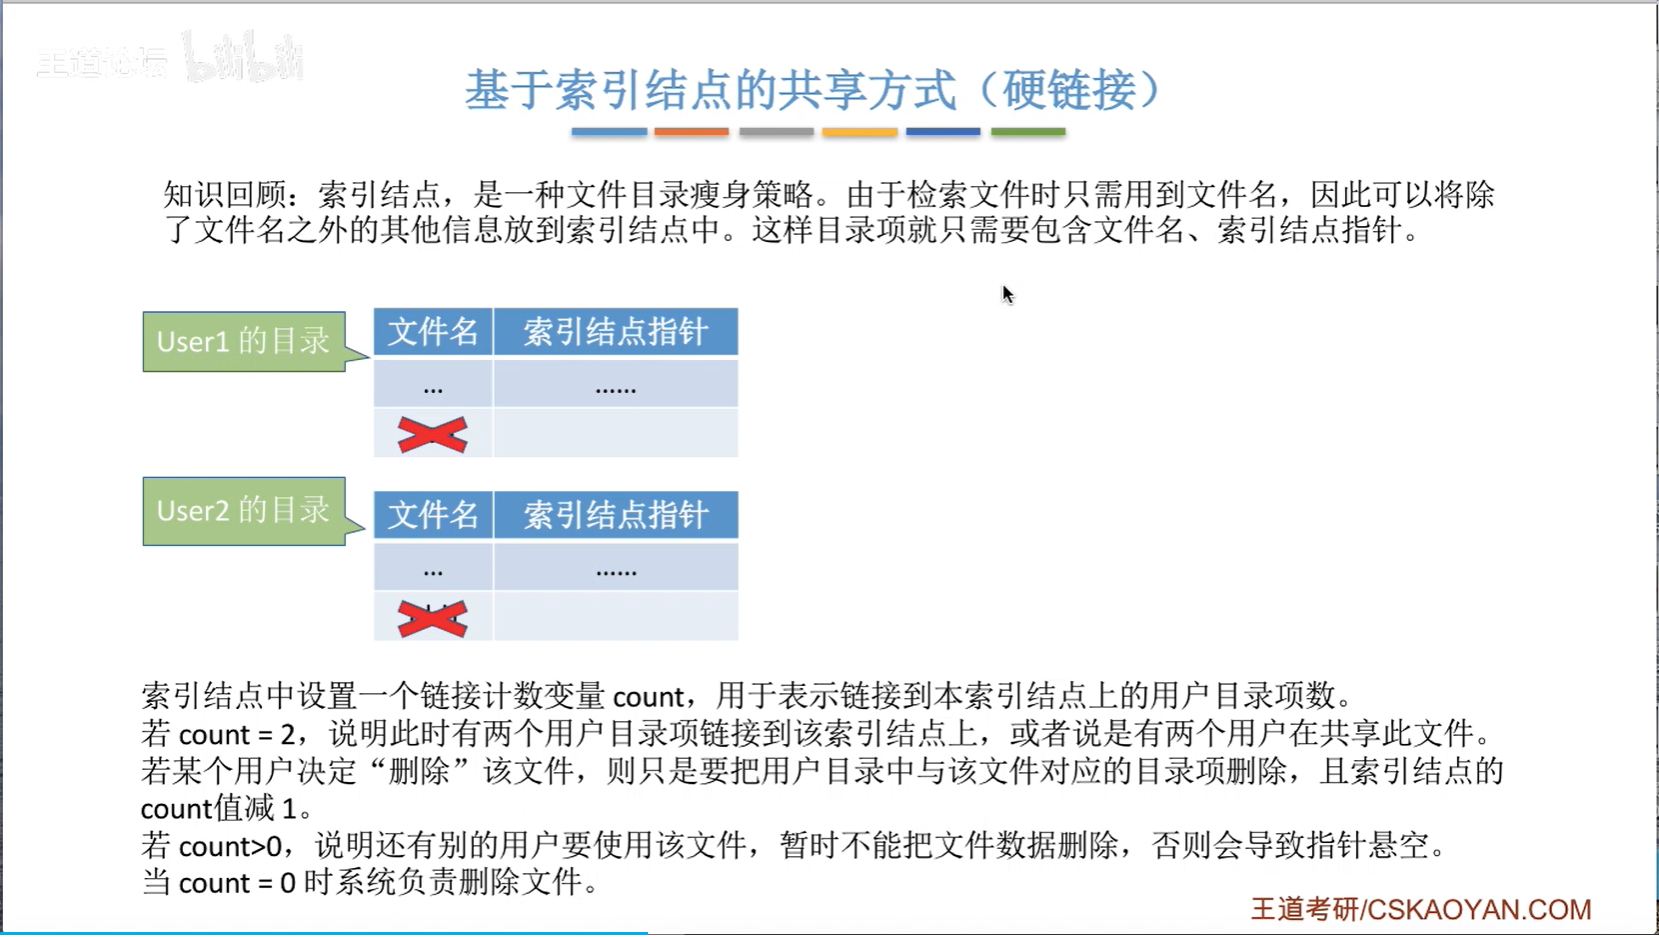 王道论坛 bilibili
基于索引结点的共享方式（硬链接）
知识回顾：索引结点，是一种文件目录瘦身策略。由于检索文件时只需用到文件名，因此可以将除
了文件名之外的其他信息放到索引结点中。这样目录项就只需要包含文件名、索引结点指针。
User1 的目录
文件名 索引结点指针
... ......
User2 的目录
文件名 索引结点指针
... ......
索引结点中设置一个链接计数变量 count，用于表示链接到本索引结点上的用户目录项数。
若 count = 2，说明此时有两个用户目录项链接到该索引结点上，或者说是有两个用户在共享此文件。
若某个用户决定“删除”该文件，则只是要把用户目录中与该文件对应的目录项删除，且索引结点的
count值减 1。
若 count>0，说明还有别的用户要使用该文件，暂时不能把文件数据删除，否则会导致指针悬空。
当 count = 0 时系统负责删除文件。
王道考研/CSKAOYAN.COM